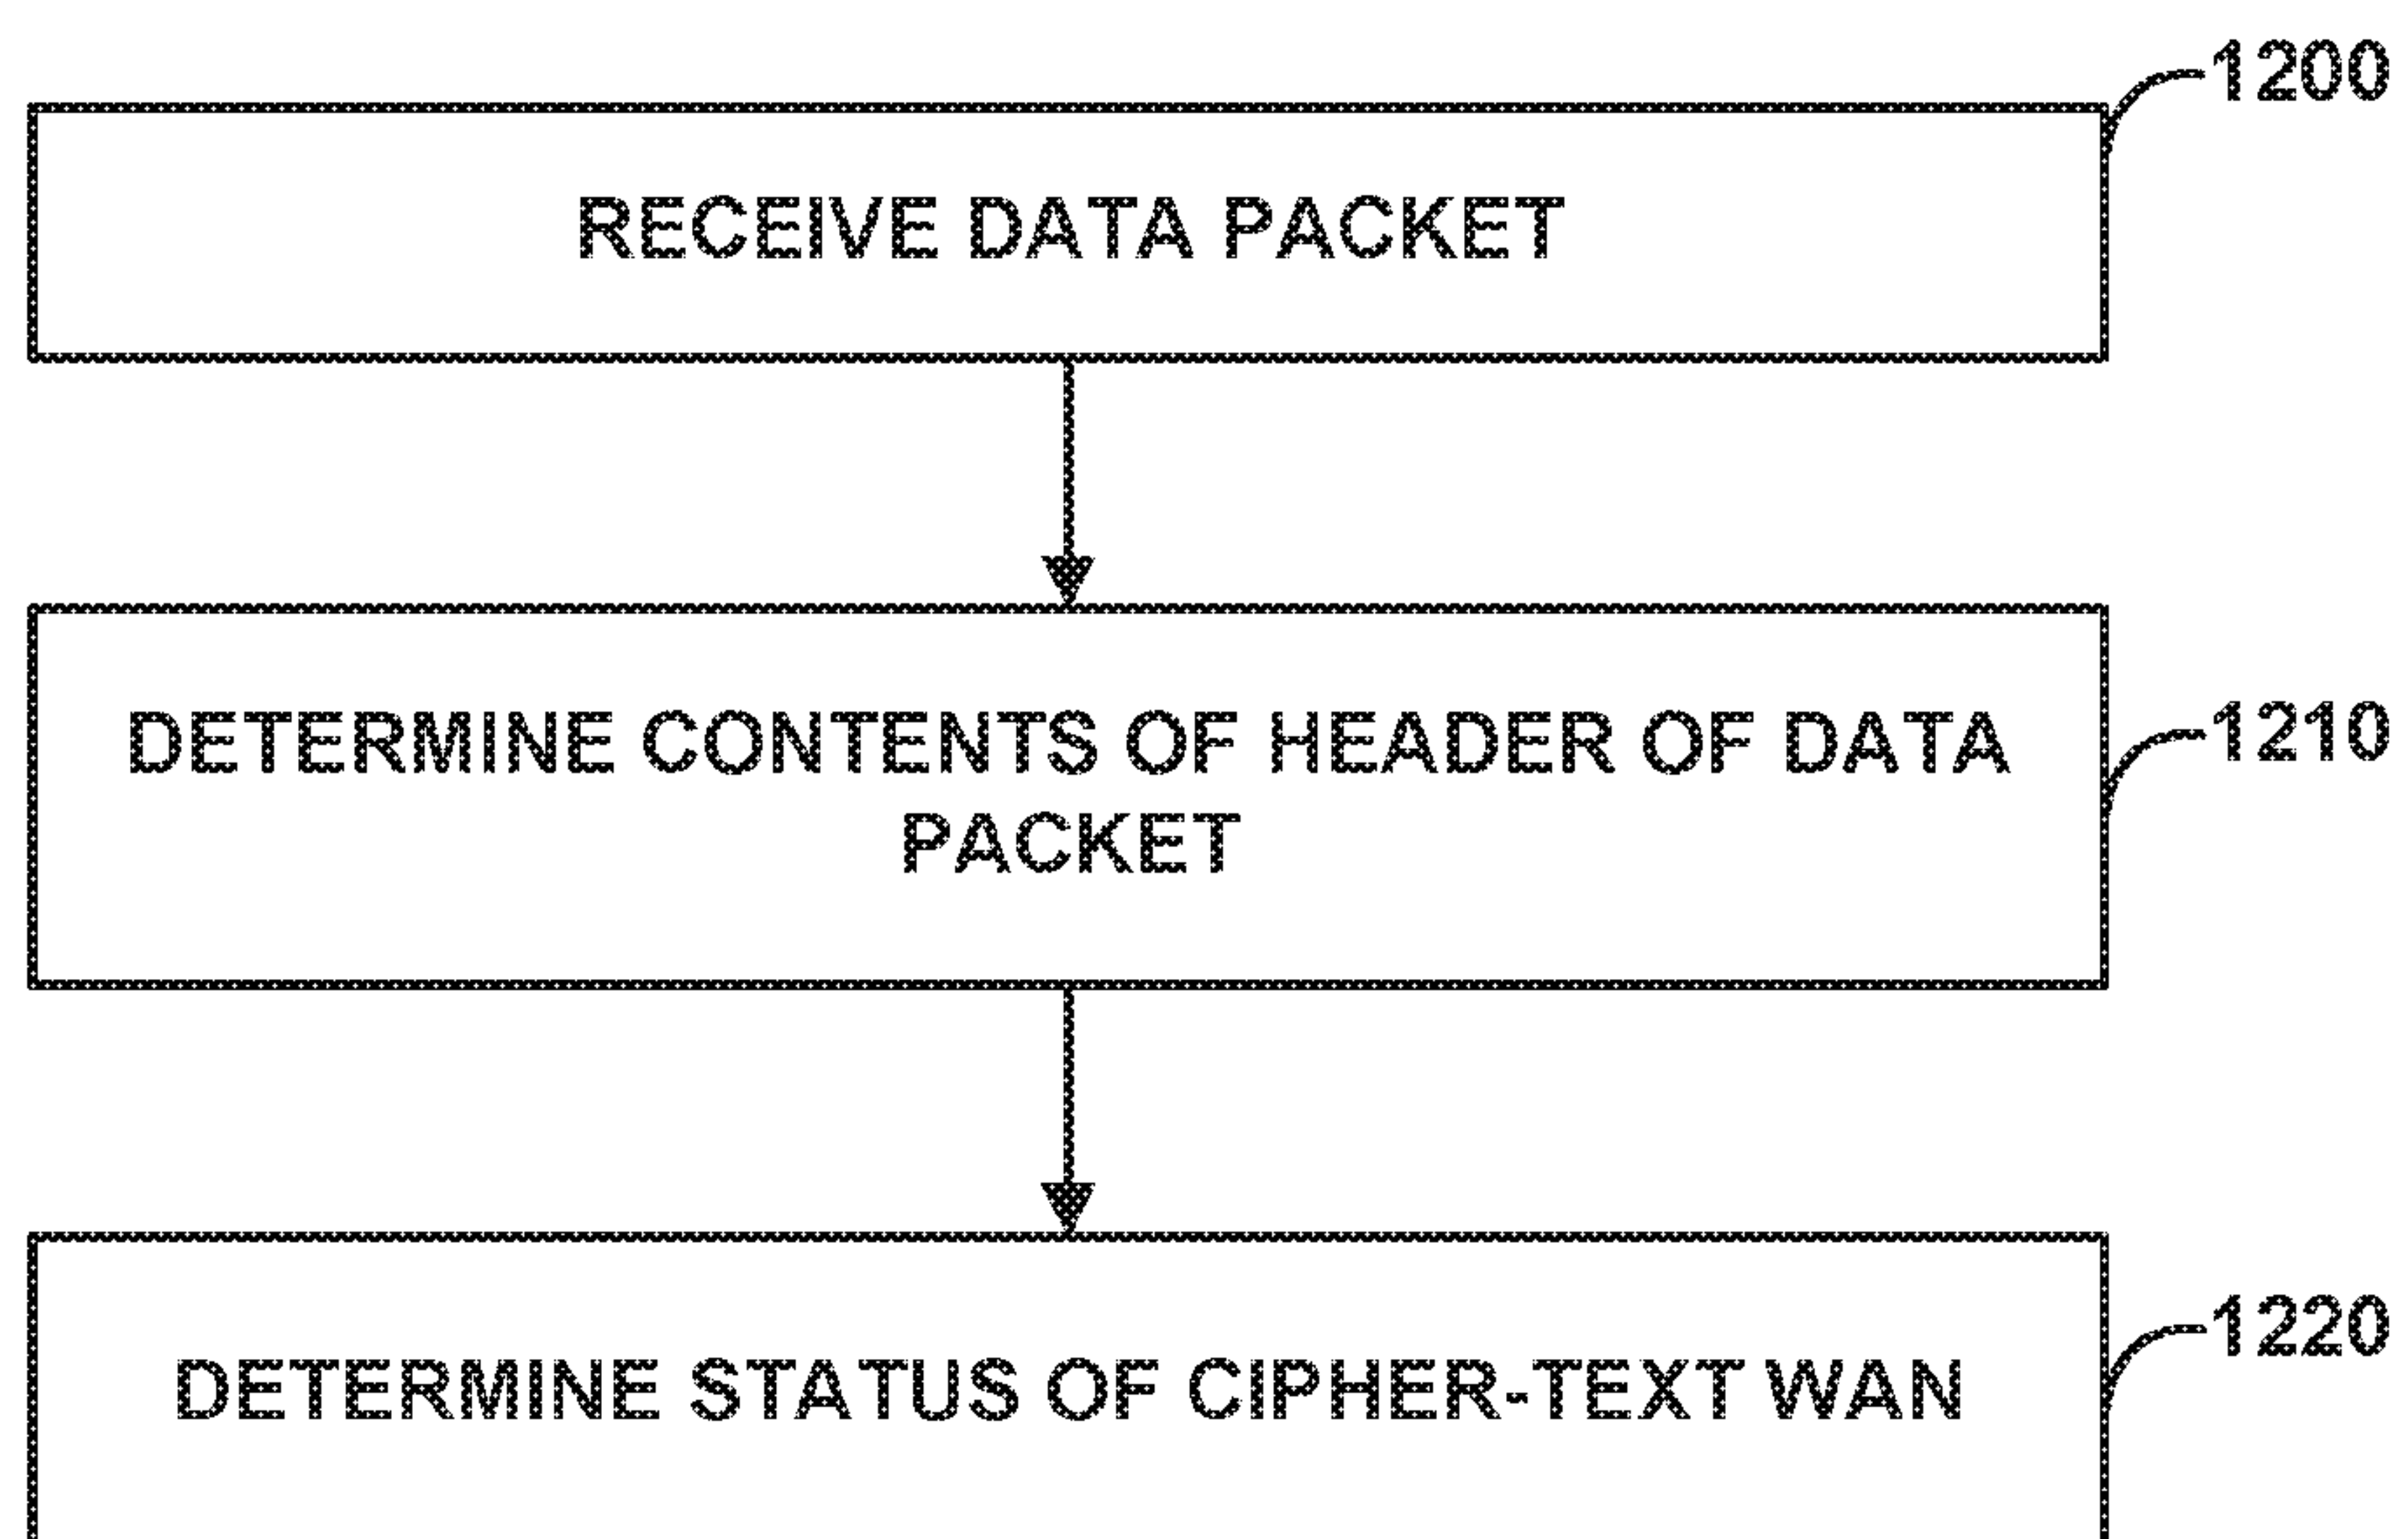 1200
RECEIVE DATA PACKET
DETERMINE CONTENTS OF HEADER OF DATA
PACKET
1210
DETERMINE STATUS OF CIPHER-TEXT WAN
1220